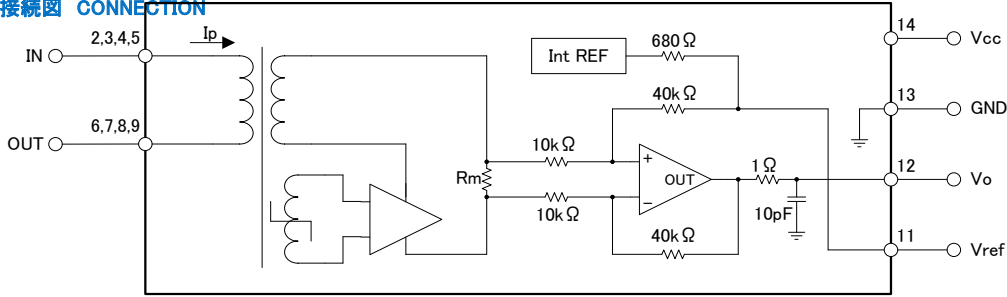 接続図 CONNECTION
2,3,4,5
Ip
14
IN
Vcc
680Ω
Int REF
40kΩ
13
GND
6,7,8,9
OUT
10kΩ
+
1Ω
12
Rm
OUT
Vo
−
10kΩ
10pF
40kΩ
11
Vref